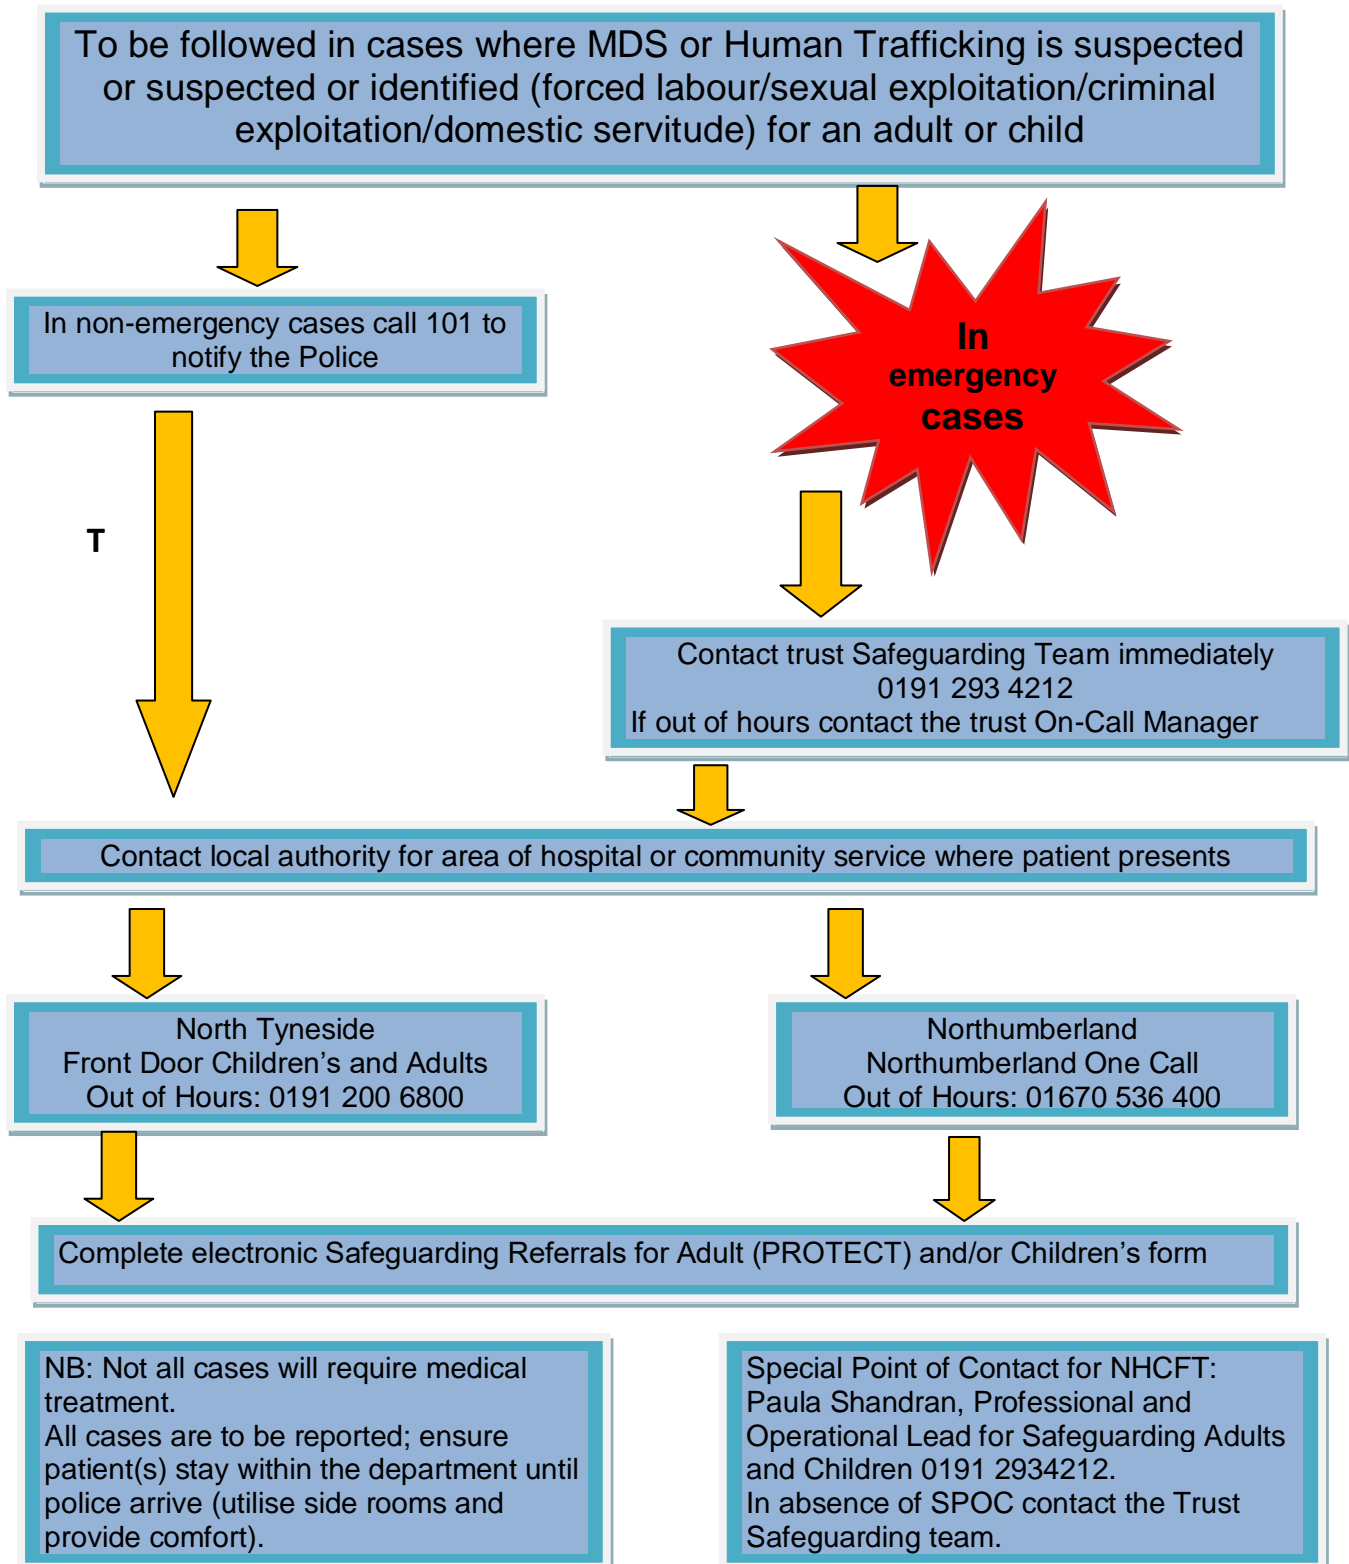 To be followed in cases where MDS or Human Trafficking is suspected
or suspected or identified (forced labour/sexual exploitation/criminal
exploitation/domestic servitude) for an adult or child
In non-emergency cases call 101 to
notify the Police
In
emergency
cases
T
Contact trust Safeguarding Team immediately
0191 293 4212
If out of hours contact the trust On-Call Manager
Contact local authority for area of hospital or community service where patient presents
North Tyneside
Front Door Children’s and Adults
Out of Hours: 0191 200 6800
Northumberland
Northumberland One Call
Out of Hours: 01670 536 400
Complete electronic Safeguarding Referrals for Adult (PROTECT) and/or Children’s form
NB: Not all cases will require medical
treatment.
All cases are to be reported; ensure
patient(s) stay within the department until
police arrive (utilise side rooms and
provide comfort).
Special Point of Contact for NHCFT:
Paula Shandran, Professional and
Operational Lead for Safeguarding Adults
and Children 0191 2934212.
In absence of SPOC contact the Trust
Safeguarding team.